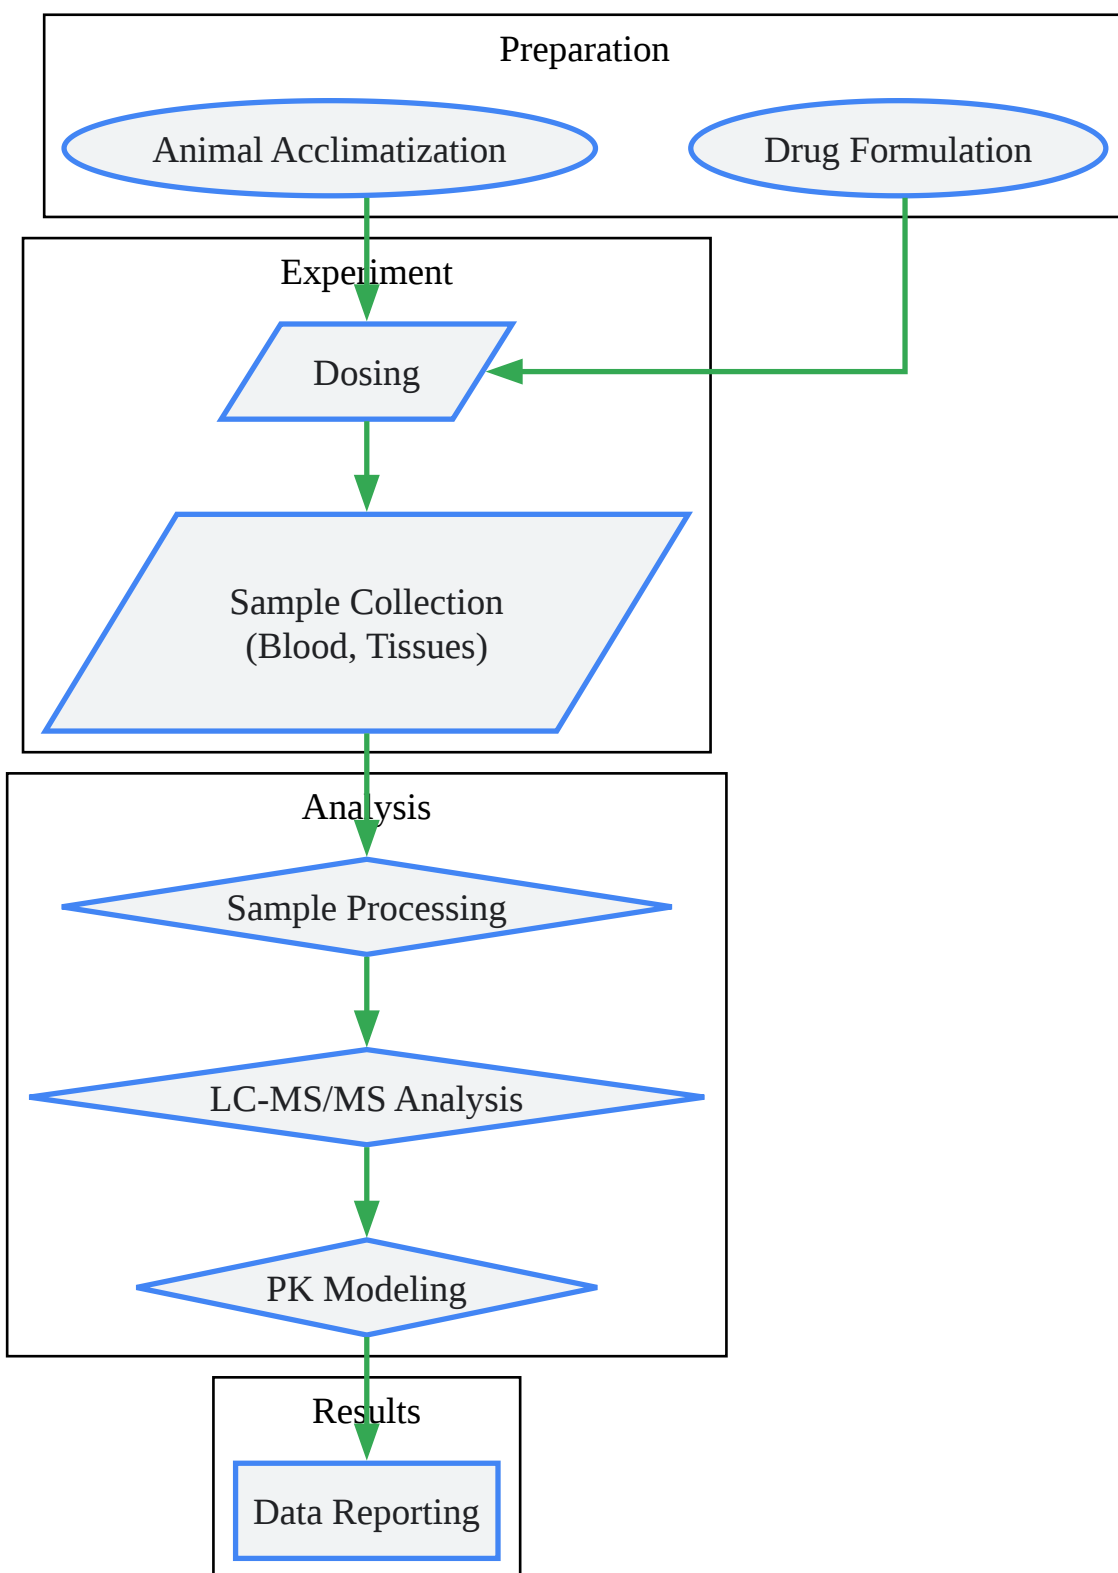 Preparation
Animal Acclimatization
Drug Formulation
Experiment
Dosing
Sample Collection
(Blood, Tissues)
Analysis
Sample Processing
LC-MS/MS Analysis
PK Modeling
Results
Data Reporting